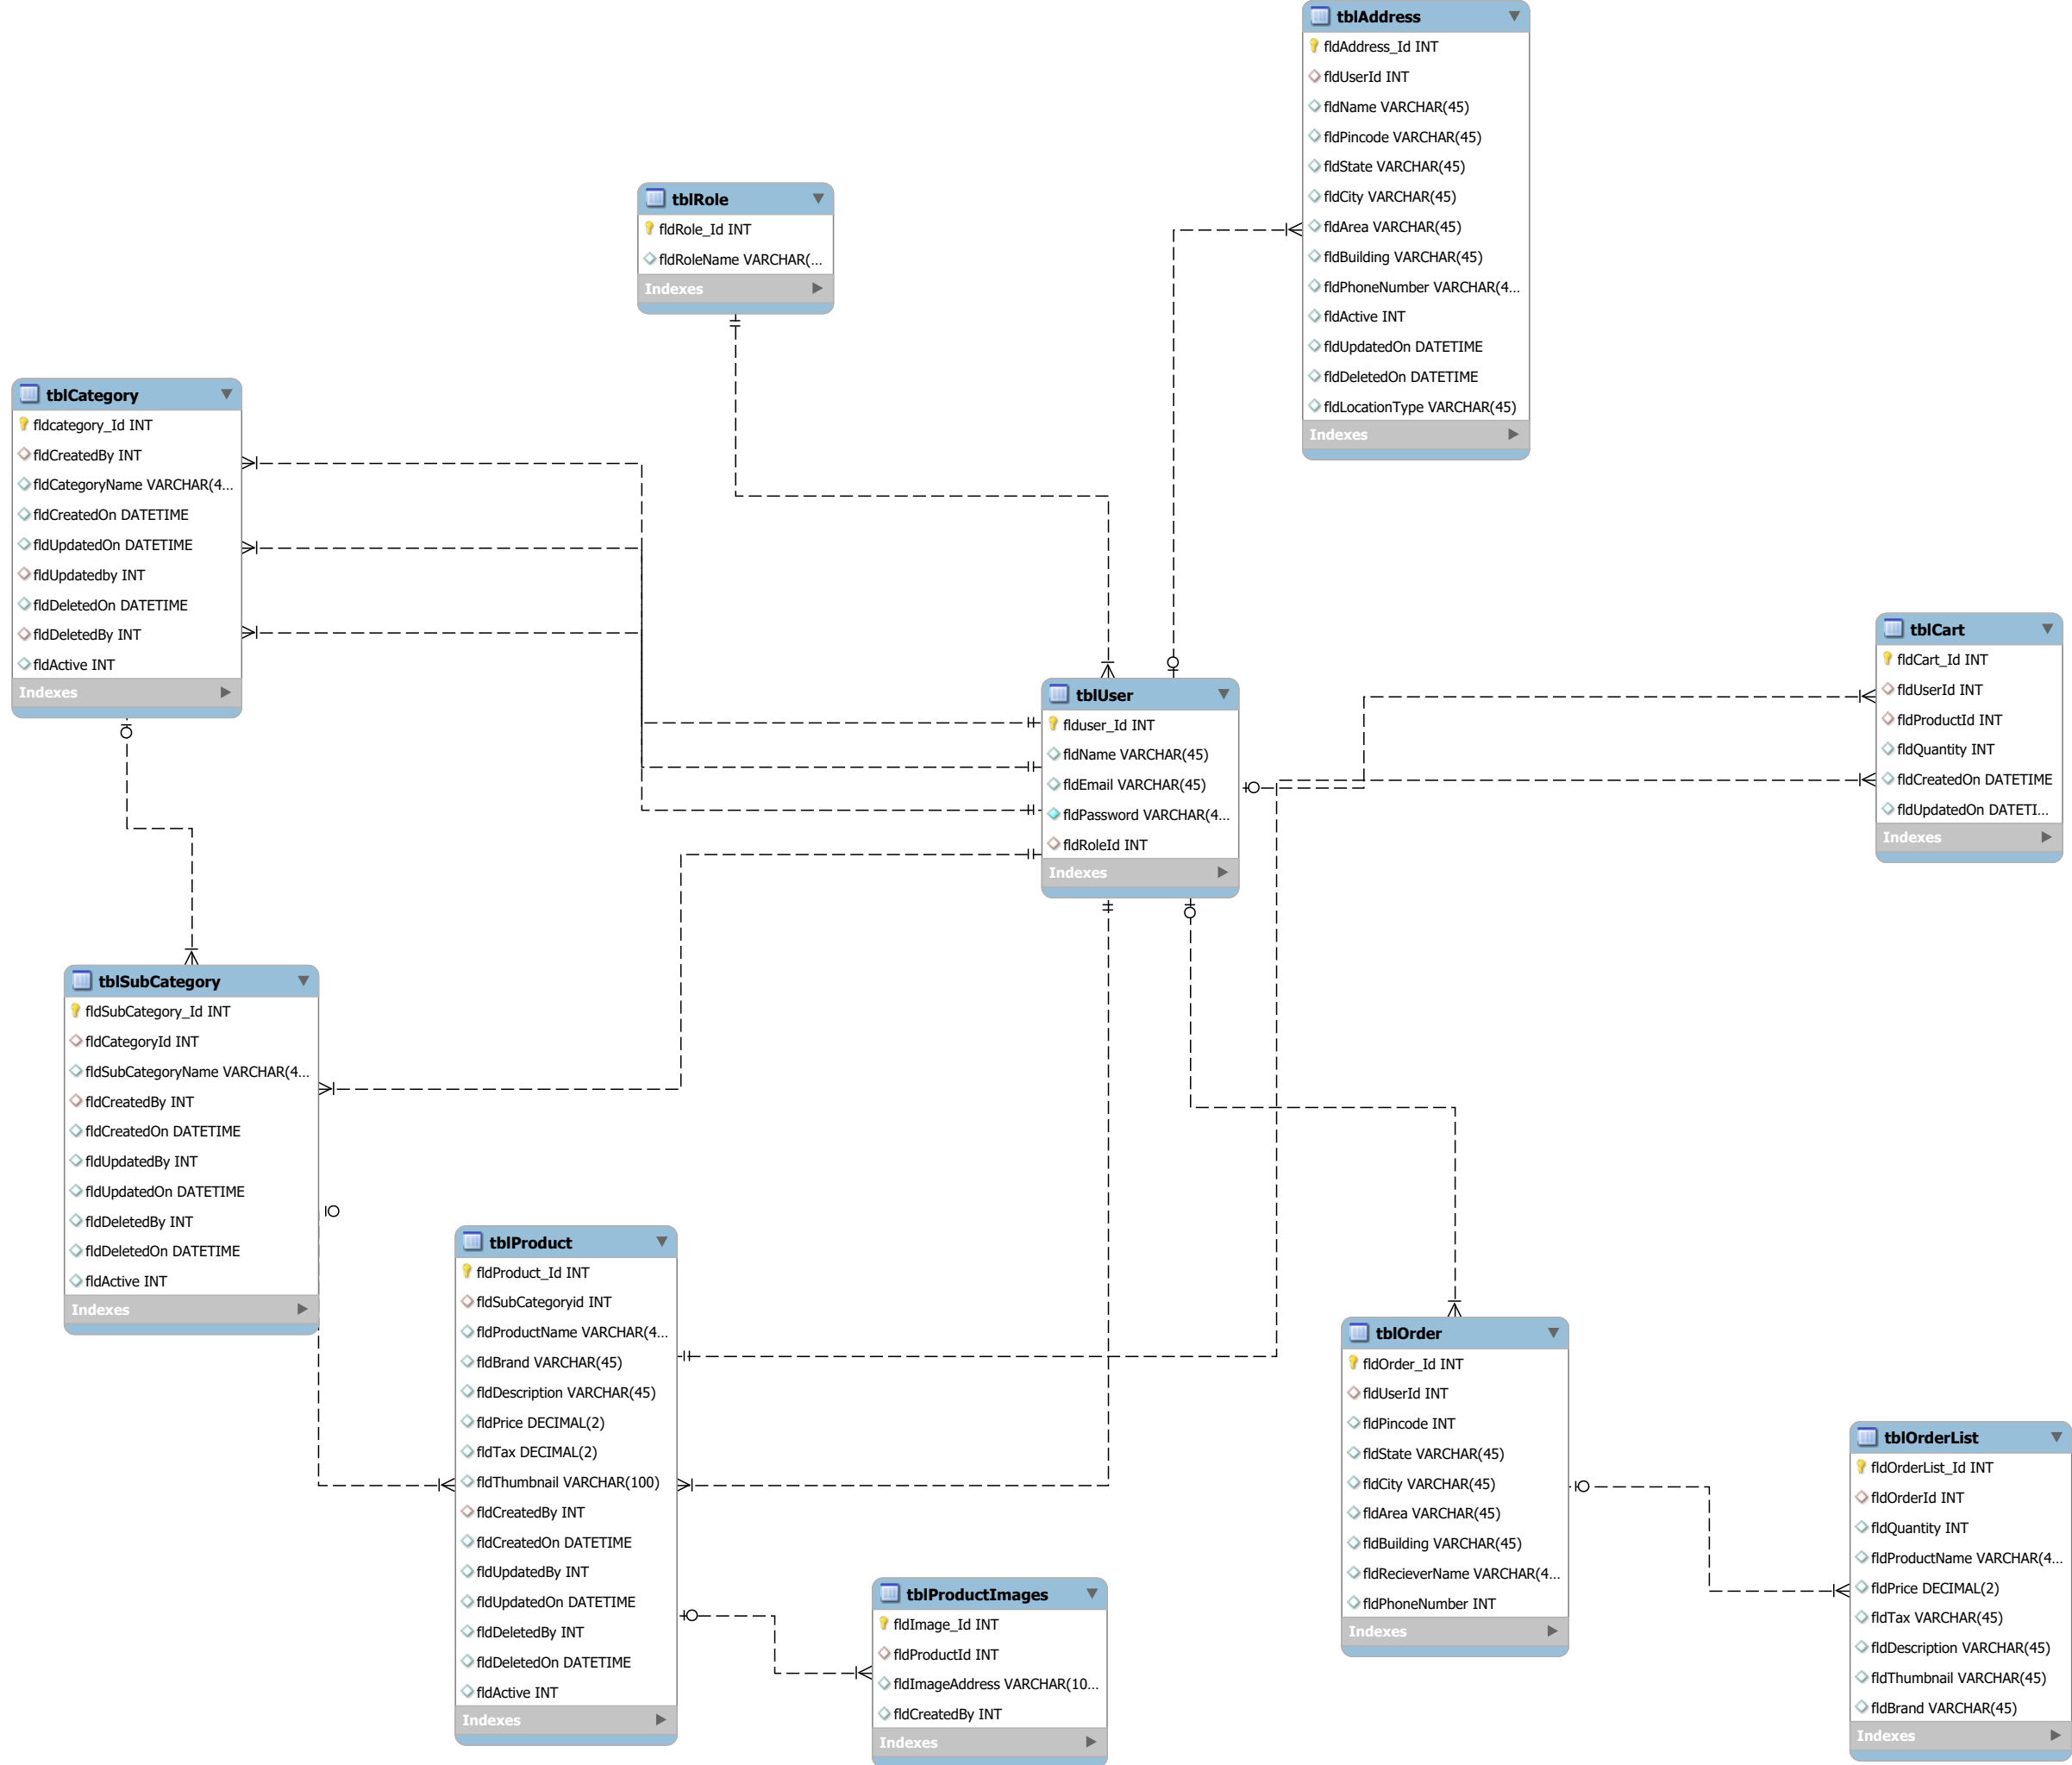 tblAddress
fldAddress_Id INT
fldUserId INT
fldName VARCHAR(45)
fldPincode VARCHAR(45)
fldState VARCHAR(45)
fldCity VARCHAR(45)
fldArea VARCHAR(45)
fldBuilding VARCHAR(45)
fldPhoneNumber VARCHAR(4...
fldActive INT
fldUpdatedOn DATETIME
fldDeletedOn DATETIME
fldLocationType VARCHAR(45)
Indexes
tblRole
fldRole_Id INT
fldRoleName VARCHAR(...
Indexes
tblCategory
fldcategory_Id INT
fldCreatedBy INT
fldCategoryName VARCHAR(4...
fldCreatedOn DATETIME
fldUpdatedOn DATETIME
fldUpdatedby INT
fldDeletedOn DATETIME
fldDeletedBy INT
fldActive INT
Indexes
tblCart
fldCart_Id INT
fldUserId INT
fldProductId INT
fldQuantity INT
fldCreatedOn DATETIME
fldUpdatedOn DATETI...
Indexes
tblUser
flduser_Id INT
fldName VARCHAR(45)
fldEmail VARCHAR(45)
fldPassword VARCHAR(4...
fldRoleId INT
Indexes
tblSubCategory
fldSubCategory_Id INT
fldCategoryId INT
fldSubCategoryName VARCHAR(4...
fldCreatedBy INT
fldCreatedOn DATETIME
fldUpdatedBy INT
fldUpdatedOn DATETIME
fldDeletedBy INT
fldDeletedOn DATETIME
fldActive INT
Indexes
tblProduct
fldProduct_Id INT
fldSubCategoryid INT
fldProductName VARCHAR(4...
fldBrand VARCHAR(45)
fldDescription VARCHAR(45)
fldPrice DECIMAL(2)
fldTax DECIMAL(2)
fldThumbnail VARCHAR(100)
fldCreatedBy INT
fldCreatedOn DATETIME
fldUpdatedBy INT
fldUpdatedOn DATETIME
fldDeletedBy INT
fldDeletedOn DATETIME
fldActive INT
Indexes
tblOrder
fldOrder_Id INT
fldUserId INT
fldPincode INT
fldState VARCHAR(45)
fldCity VARCHAR(45)
fldArea VARCHAR(45)
fldBuilding VARCHAR(45)
fldRecieverName VARCHAR(4...
fldPhoneNumber INT
Indexes
tblOrderList
fldOrderList_Id INT
fldOrderId INT
fldQuantity INT
fldProductName VARCHAR(4...
fldPrice DECIMAL(2)
fldTax VARCHAR(45)
fldDescription VARCHAR(45)
fldThumbnail VARCHAR(45)
fldBrand VARCHAR(45)
Indexes
tblProductImages
fldImage_Id INT
fldProductId INT
fldImageAddress VARCHAR(10...
fldCreatedBy INT
Indexes